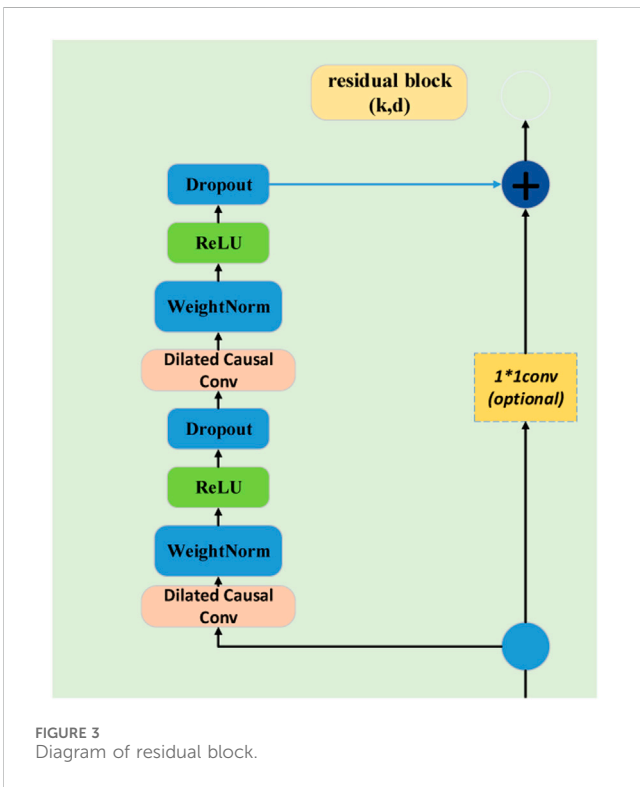 residual block
(k,d)
Dropout
+
ReLU
WeightNorm
Dilated Causal
Conv
1*1conv
(optional)
Dropout
ReLU
WeightNorm
Dilated Causal
Conv
FIGURE 3
Diagram of residual block.